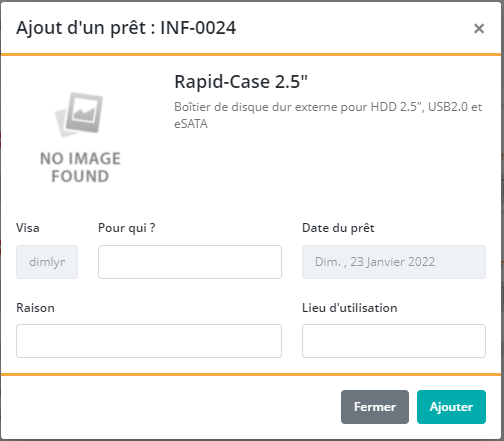 Ajout d'un prêt : INF-0024
×
Rapid-Case 2.5"
Boîtier de disque dur externe pour HDD 2.5", USB2.0 et
eSATA
NO IMAGE
FOUND
Visa
Pour qui ?
Date du prêt
dimlyr
Dim. , 23 Janvier 2022
Raison
Lieu d'utilisation
Fermer
Ajouter